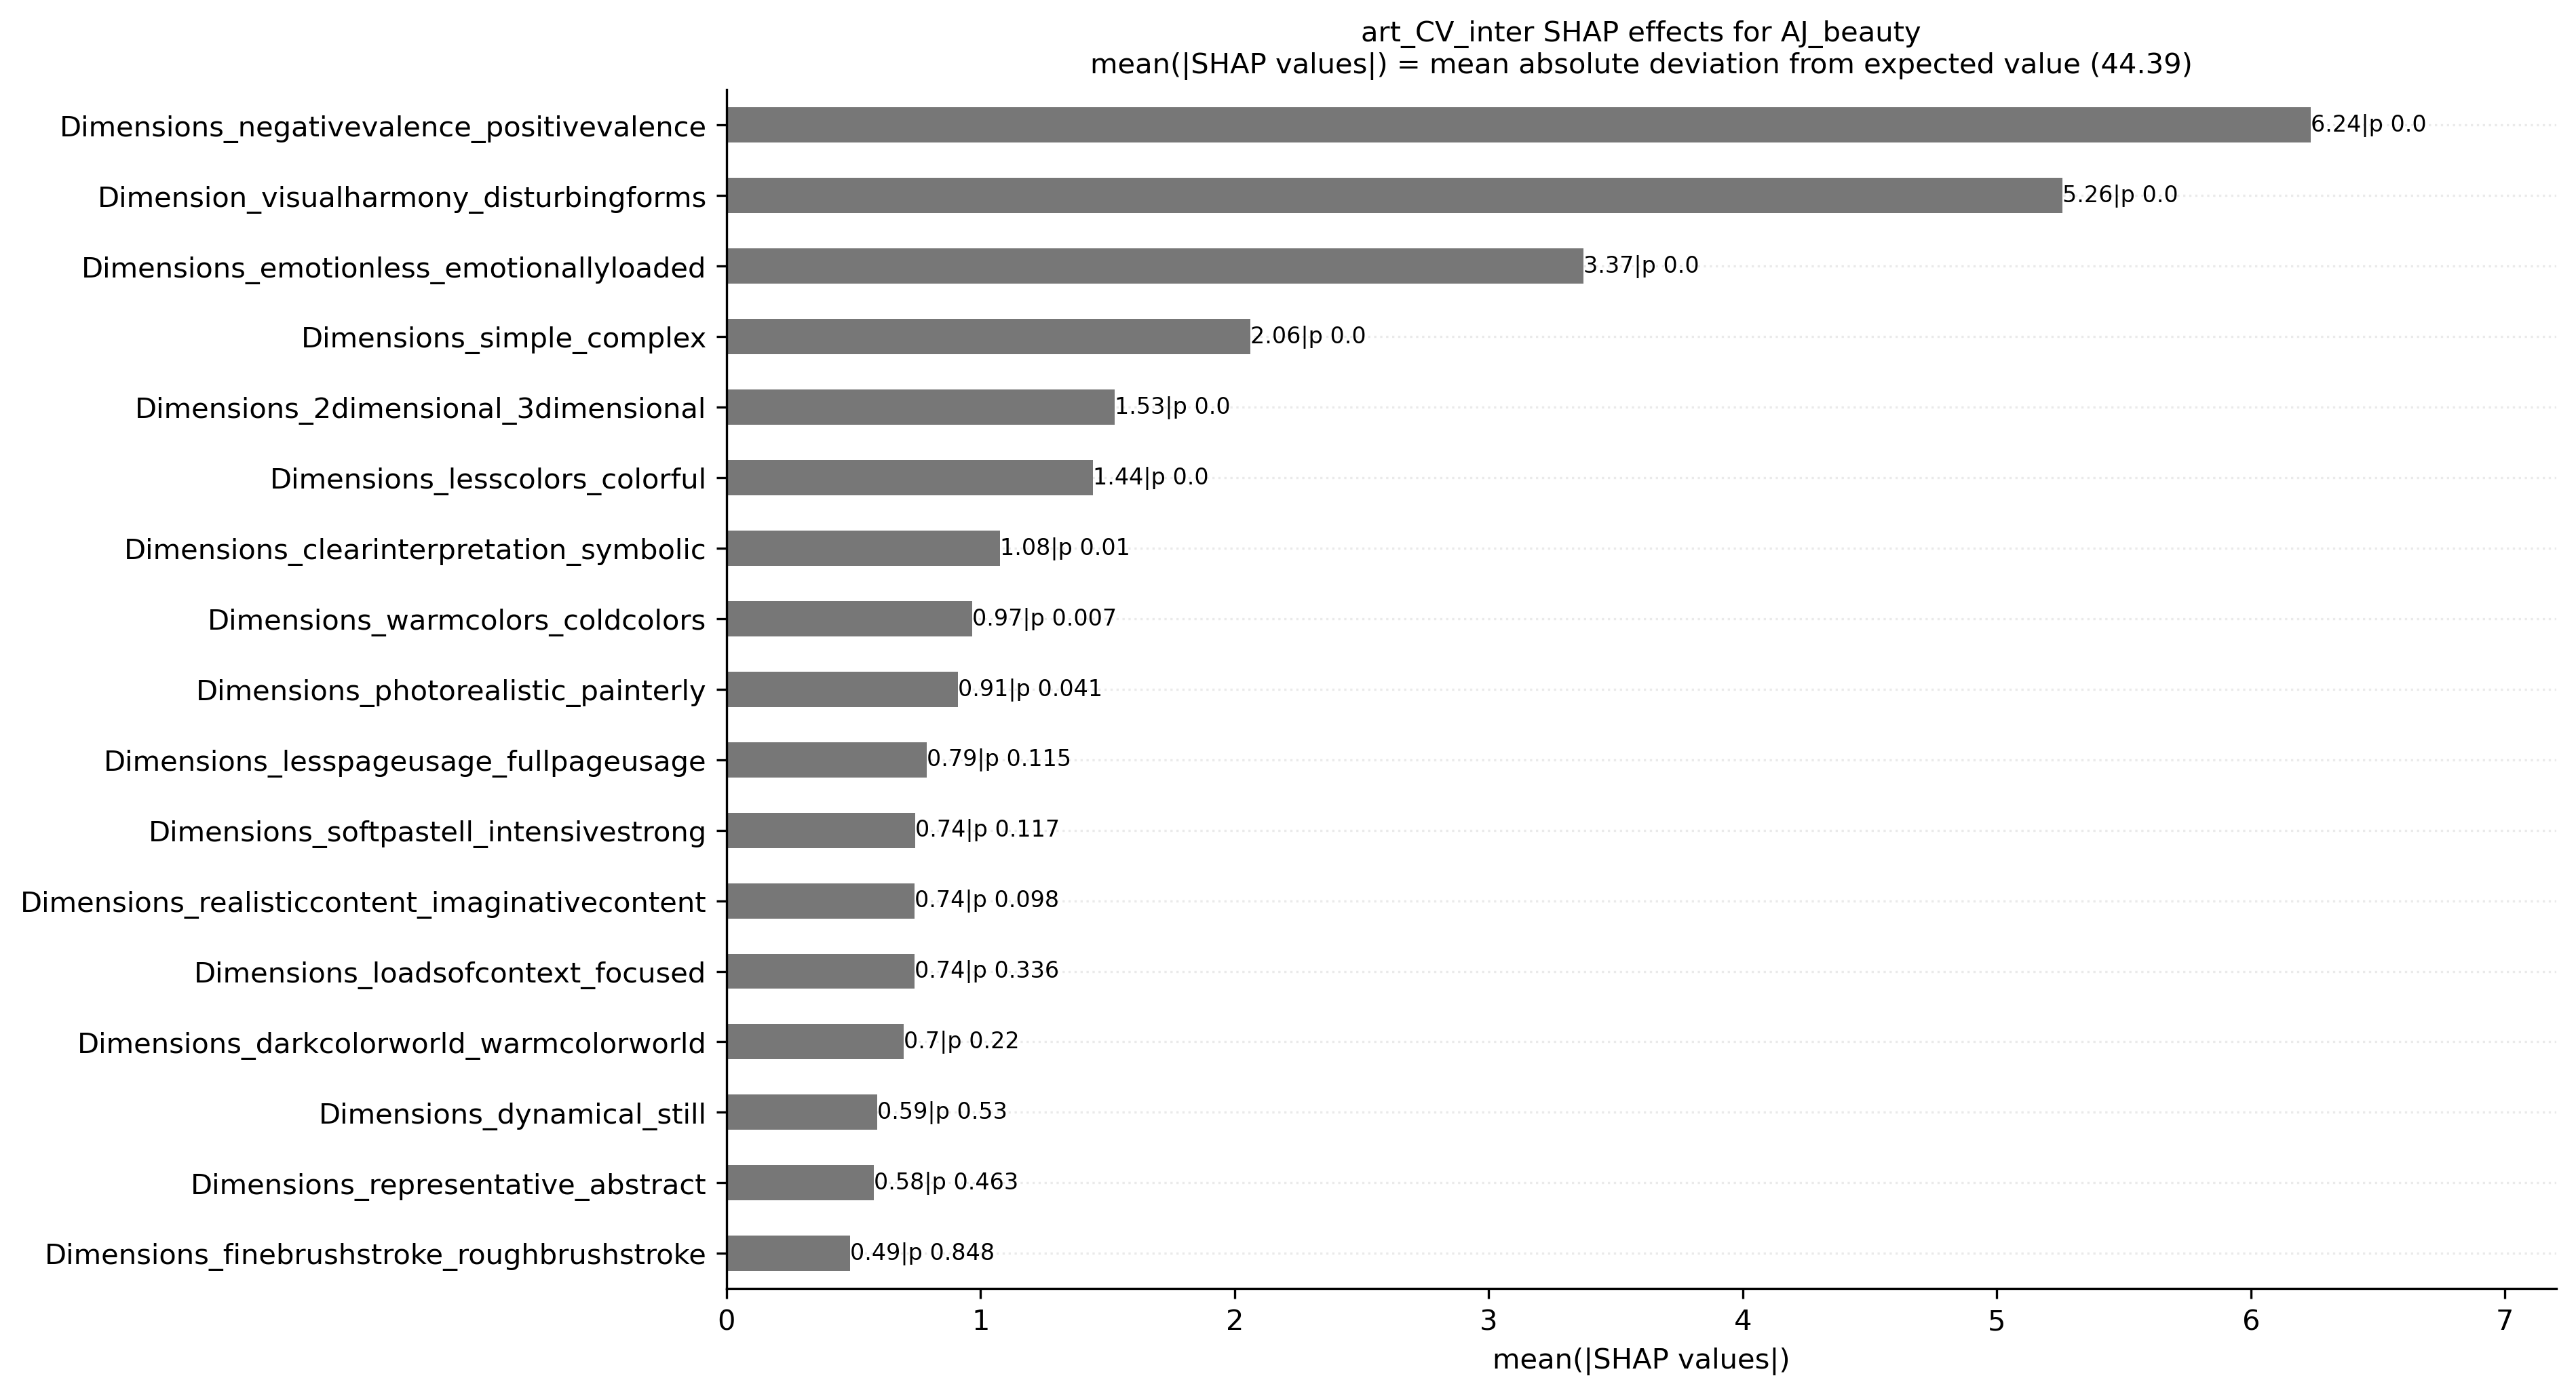 art_CV_inter SHAP effects for AJ_beauty
mean(|SHAP values|) = mean absolute deviation from expected value (44.39)
Dimensions_negativevalence_positivevalence 6.24|p 0.0
Dimension_visualharmony_disturbingforms 5.26|p 0.0
Dimensions_emotionless_emotionallyloaded 3.37|p 0.0
Dimensions_simple_complex 2.06|p 0.0
Dimensions_2dimensional_3dimensional 1.53|p 0.0
Dimensions_lesscolors_colorful 1.44|p 0.0
Dimensions_clearinterpretation_symbolic 1.08|p 0.01
Dimensions_warmcolors_coldcolors 0.97|p 0.007
Dimensions_photorealistic_painterly 0.91|p 0.041
Dimensions_lesspageusage_fullpageusage 0.79|p 0.115
Dimensions_softpastell_intensivestrong 0.74|p 0.117
Dimensions_realisticcontent_imaginativecontent 0.74|p 0.098
Dimensions_loadsofcontext_focused 0.74|p 0.336
Dimensions_darkcolorworld_warmcolorworld 0.7|p 0.22
Dimensions_dynamical_still 0.59|p 0.53
Dimensions_representative_abstract 0.58|p 0.463
Dimensions_finebrushstroke_roughbrushstroke 0.49|p 0.848
0 1 2 3 4 5 6 7
mean(|SHAP values|)